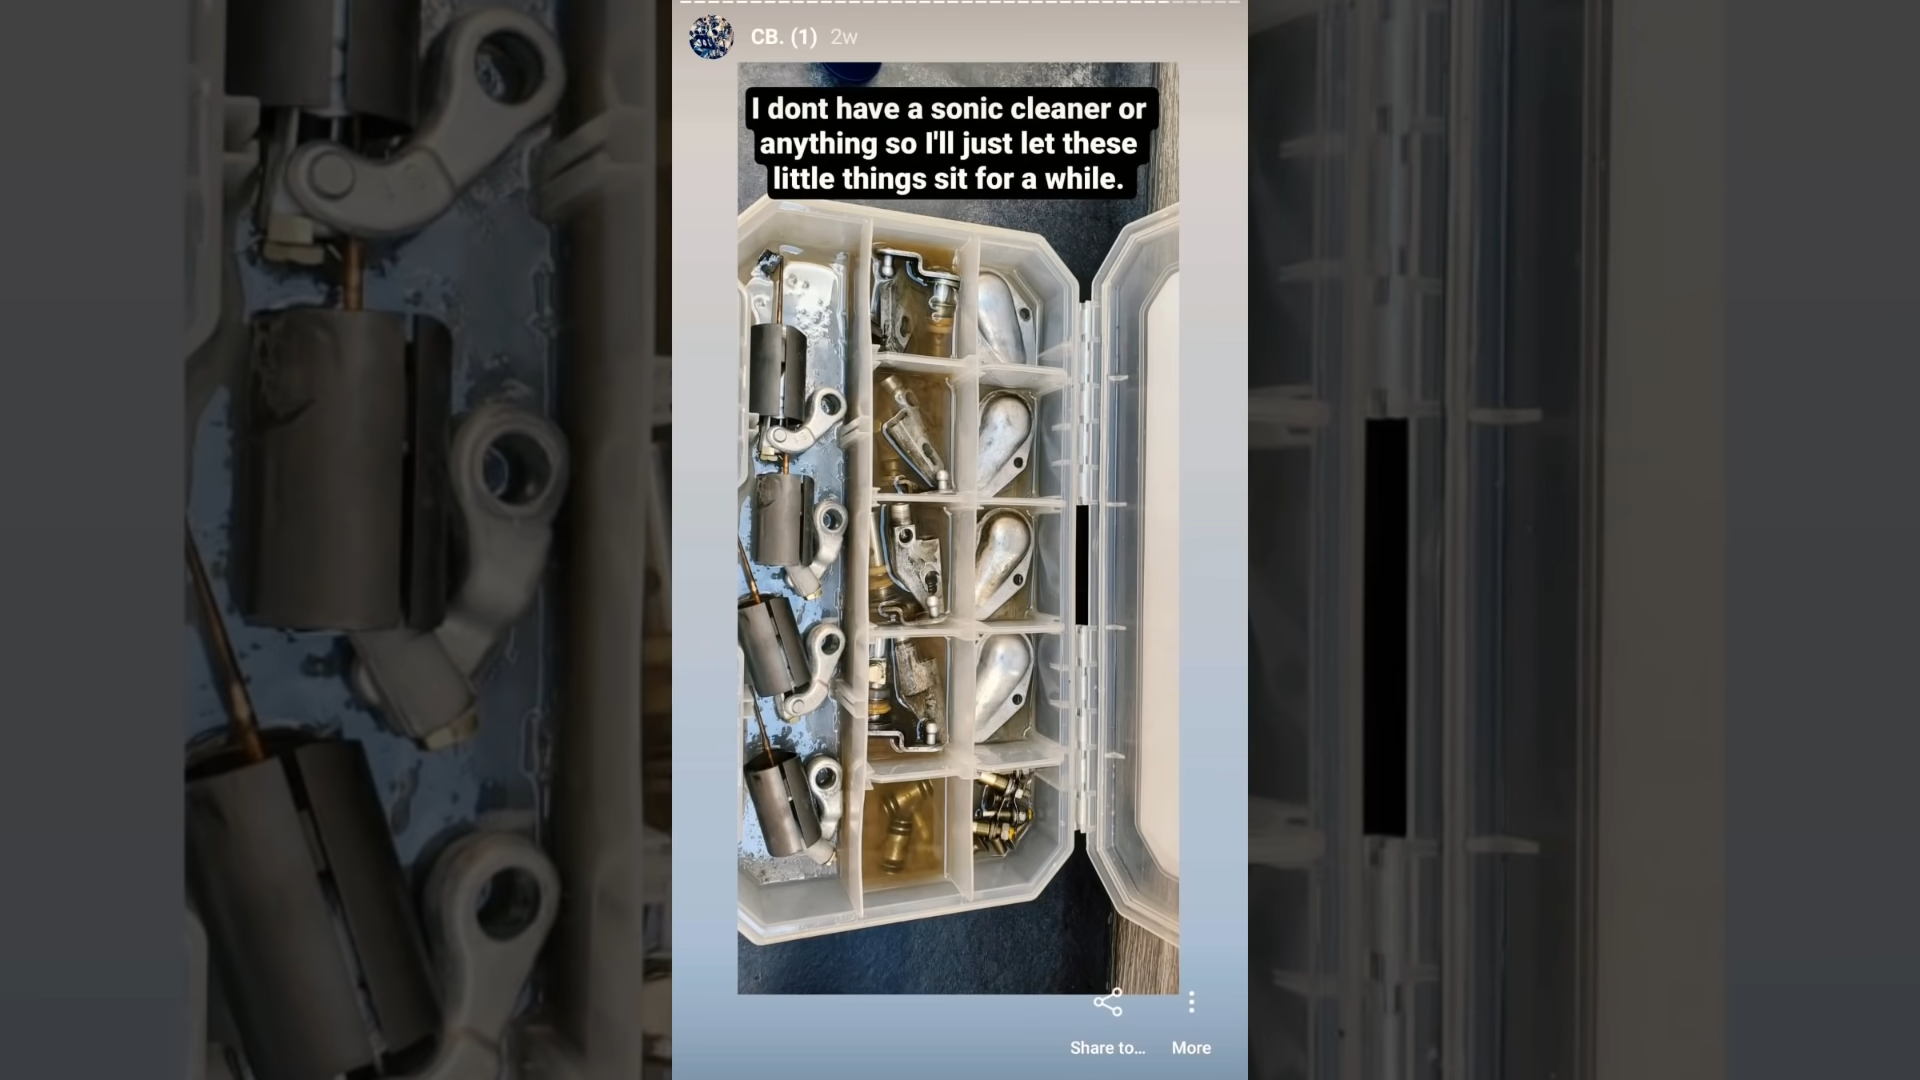 CB. (1) 2w
I dont have a sonic cleaner or
anything so I'll just let these
little things sit for a while.
Share to... More